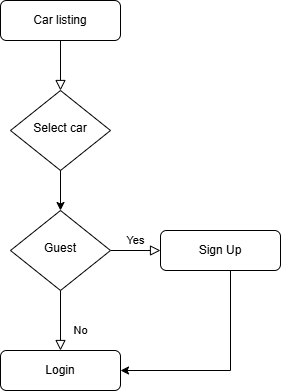 Car listing
Select car
Guest
Yes
Sign Up
No
Login